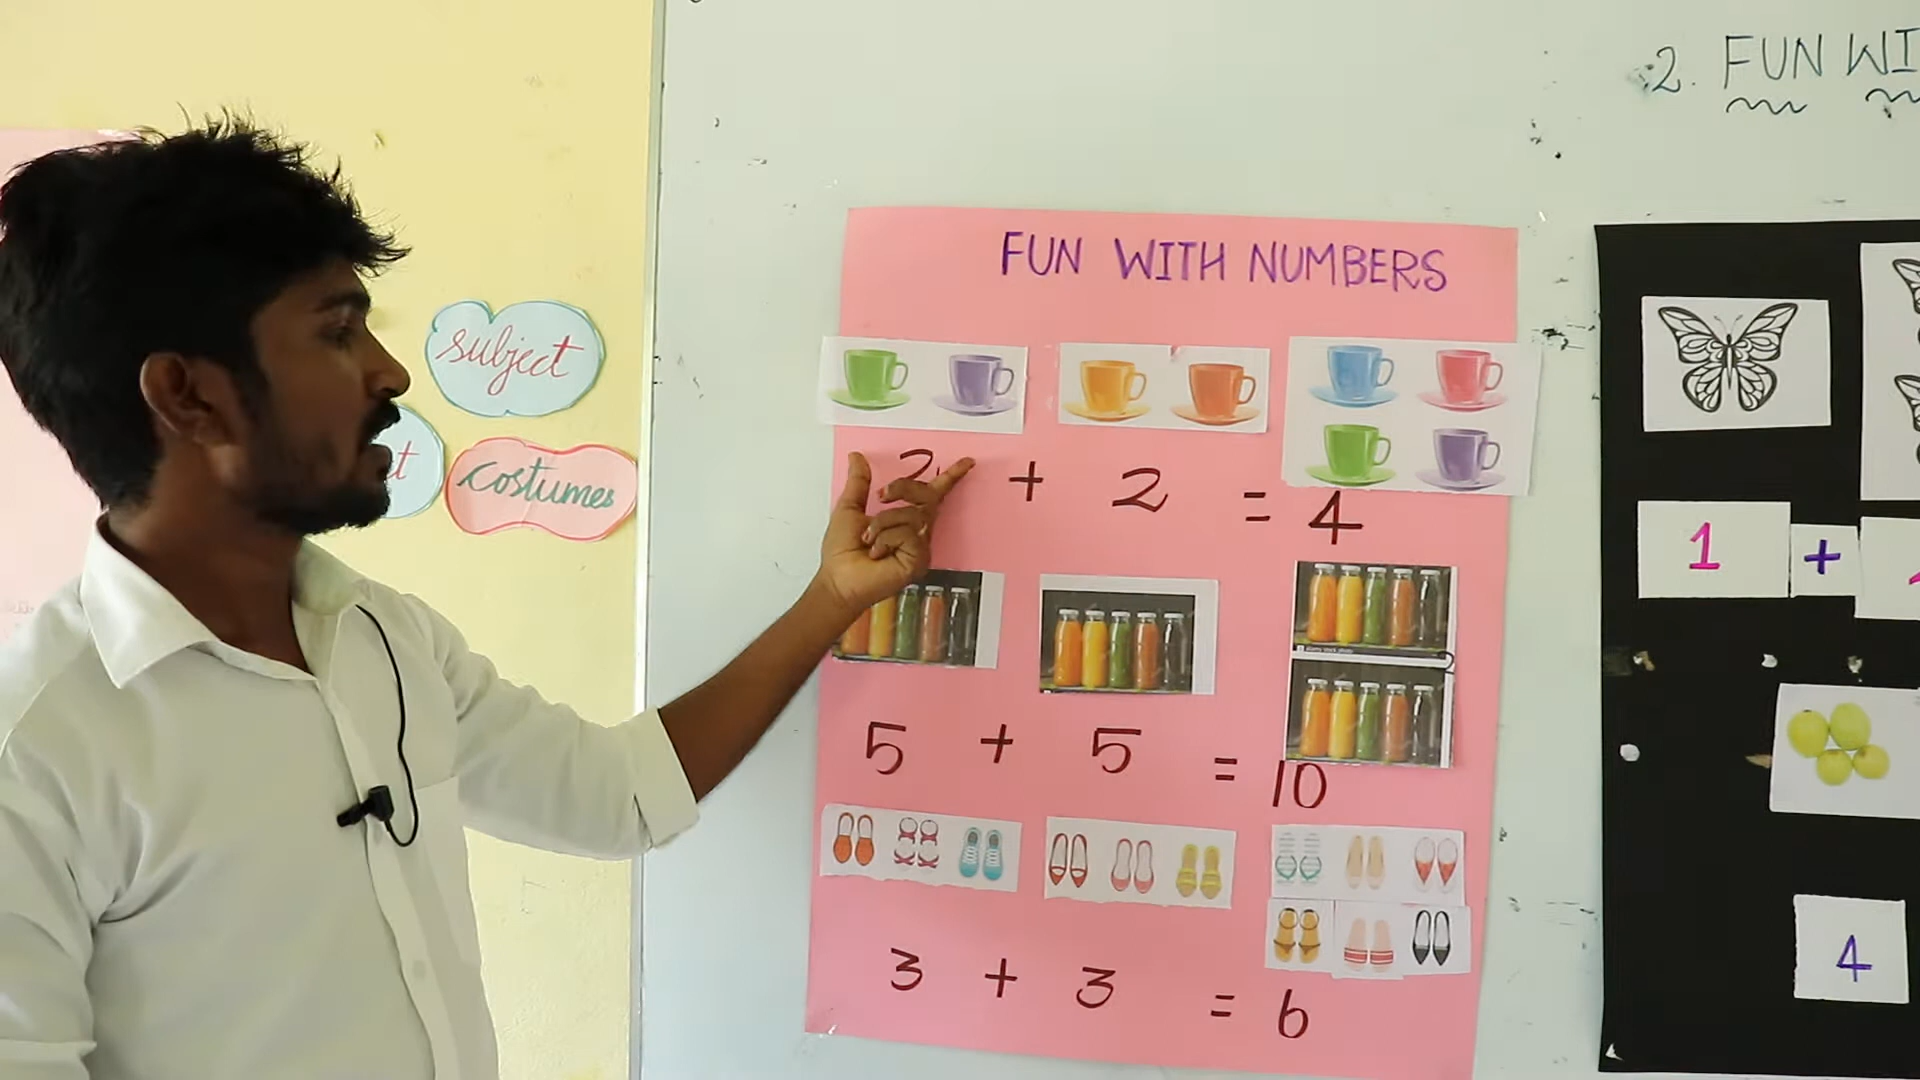 2. FUN WI
FUN WITH NUMBERS
subject
t
costumes
2 + 2 = 4
1 +
5 + 5 = 10
4
3 + 3 = 6